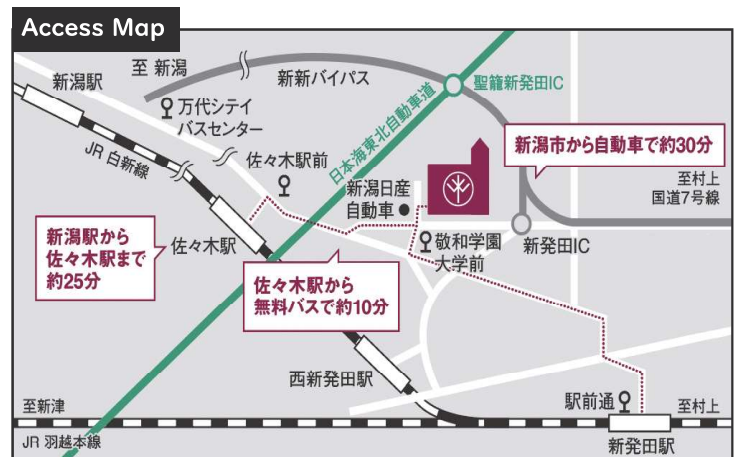 Access Map
至 新潟
新潟駅
新新バイパス
聖籠新発田IC
万代シテイ
バスセンター
日本海東北自動車道
JR 白新線
佐々木駅前
新潟市から自動車で約30分
新潟日産
自動車
至村上
国道7号線
新潟駅から
佐々木駅まで
約25分
佐々木駅
敬和学園
大学前
新発田IC
佐々木駅から
無料バスで約10分
西新発田駅
至新津
駅前通
至村上
JR 羽越本線
新発田駅